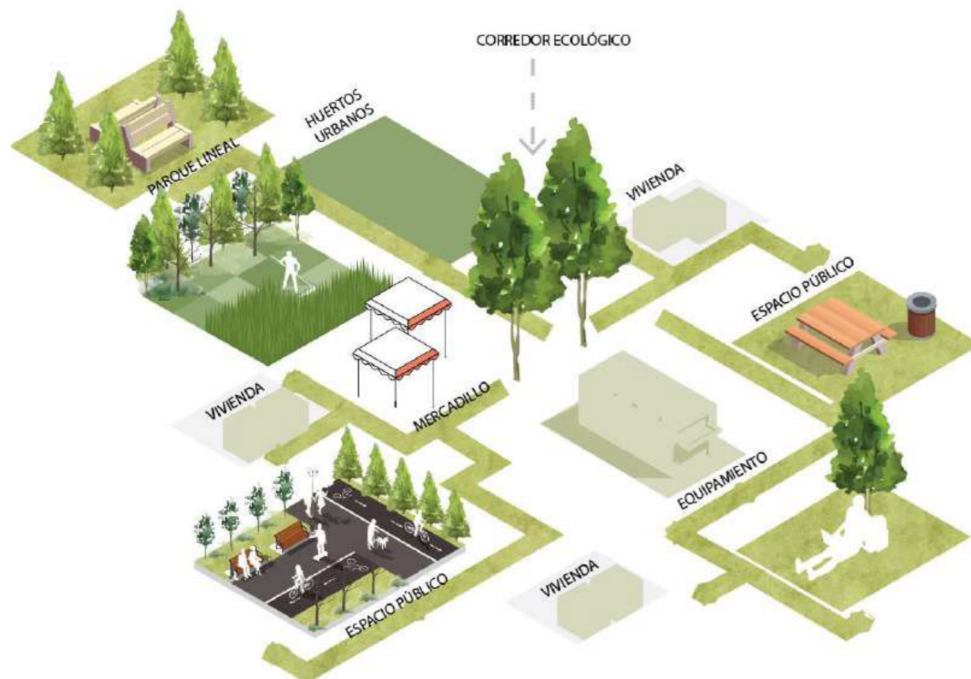 CORREDOR ECOLÓGICO
HUERTOS
URBANOS
PARQUE LINEAL
VIVIENDA
ESPACIO PÚBLICO
VIVIENDA
MERCADILLO
EQUIPAMIENTO
ESPACIO PÚBLICO
VIVIENDA